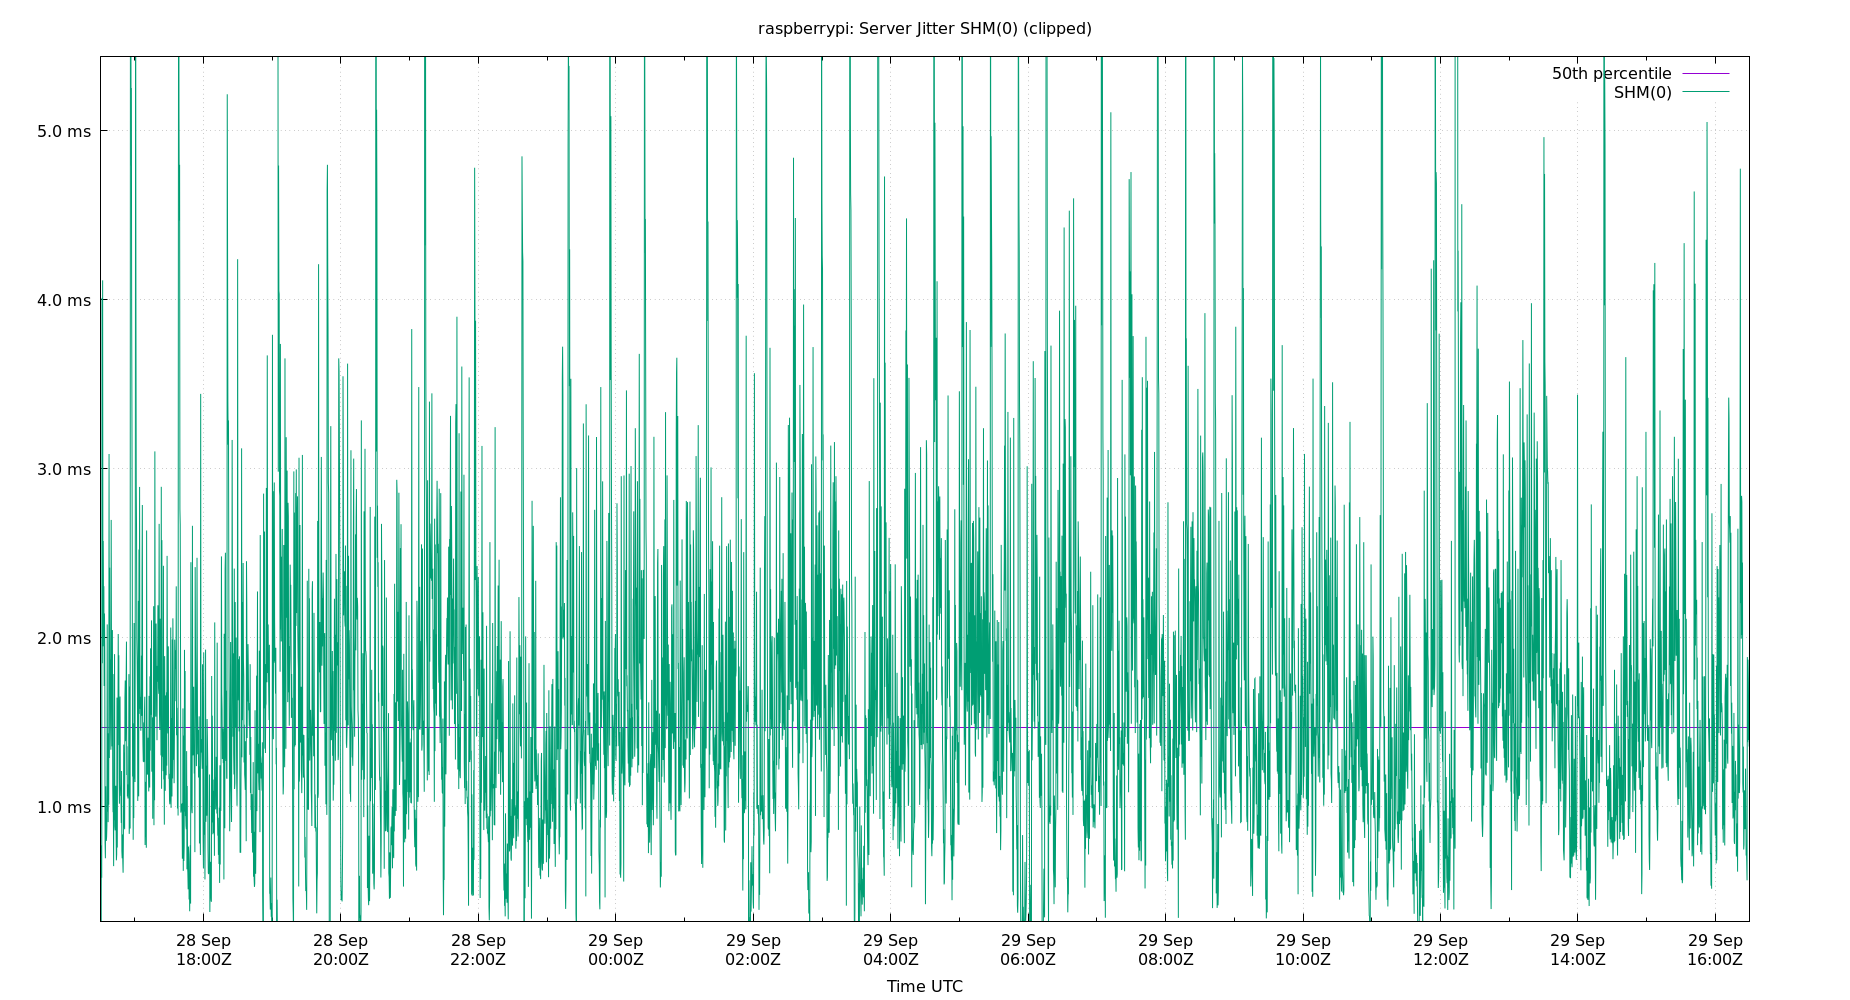 raspberrypi: Server Jitter SHM(0) (clipped)
50th percentile
SHM(0)
5.0 ms
4.0 ms
3.0 ms
2.0 ms
1.0 ms
28 Sep 28 Sep 28 Sep 29 Sep 29 Sep 29 Sep 29 Sep 29 Sep 29 Sep 29 Sep 29 Sep 29 Sep
18:00Z 20:00Z 22:00Z 00:00Z 02:00Z 04:00Z 06:00Z 08:00Z 10:00Z 12:00Z 14:00Z 16:00Z
Time UTC